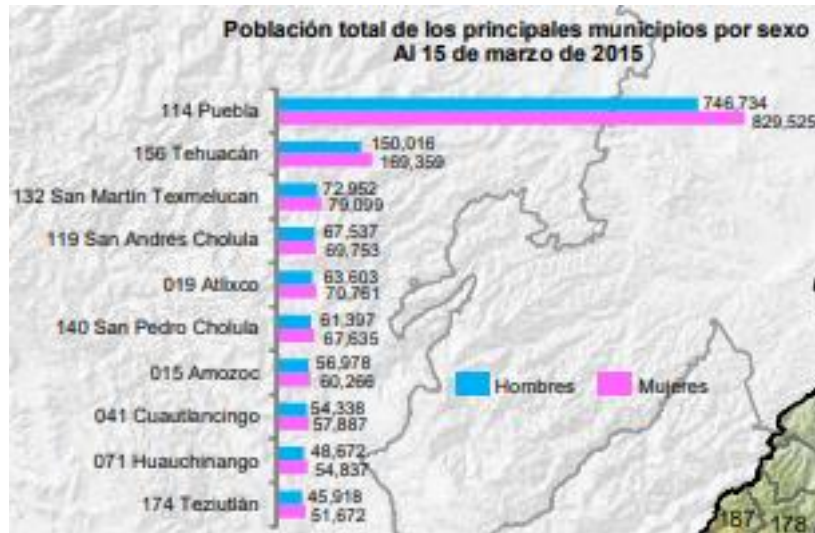 Población total de los principales municipios por sexo
Al 15 de marzo de 2015
114 Puebla
746,734
829,525
156 Tehuacán
150,016
169,359
132 San Martín Texmelucan
72,952
79,099
119 San Andrés Cholula
67,537
69,753
019 Atlixco
63,603
70,761
140 San Pedro Cholula
61,397
67,635
015 Amozoc
56,978
60,266
Hombres Mujeres
041 Cuautlancingo
54,338
57,887
071 Huauchinango
48,672
54,837
174 Teziutlán
45,918
51,672
187 178